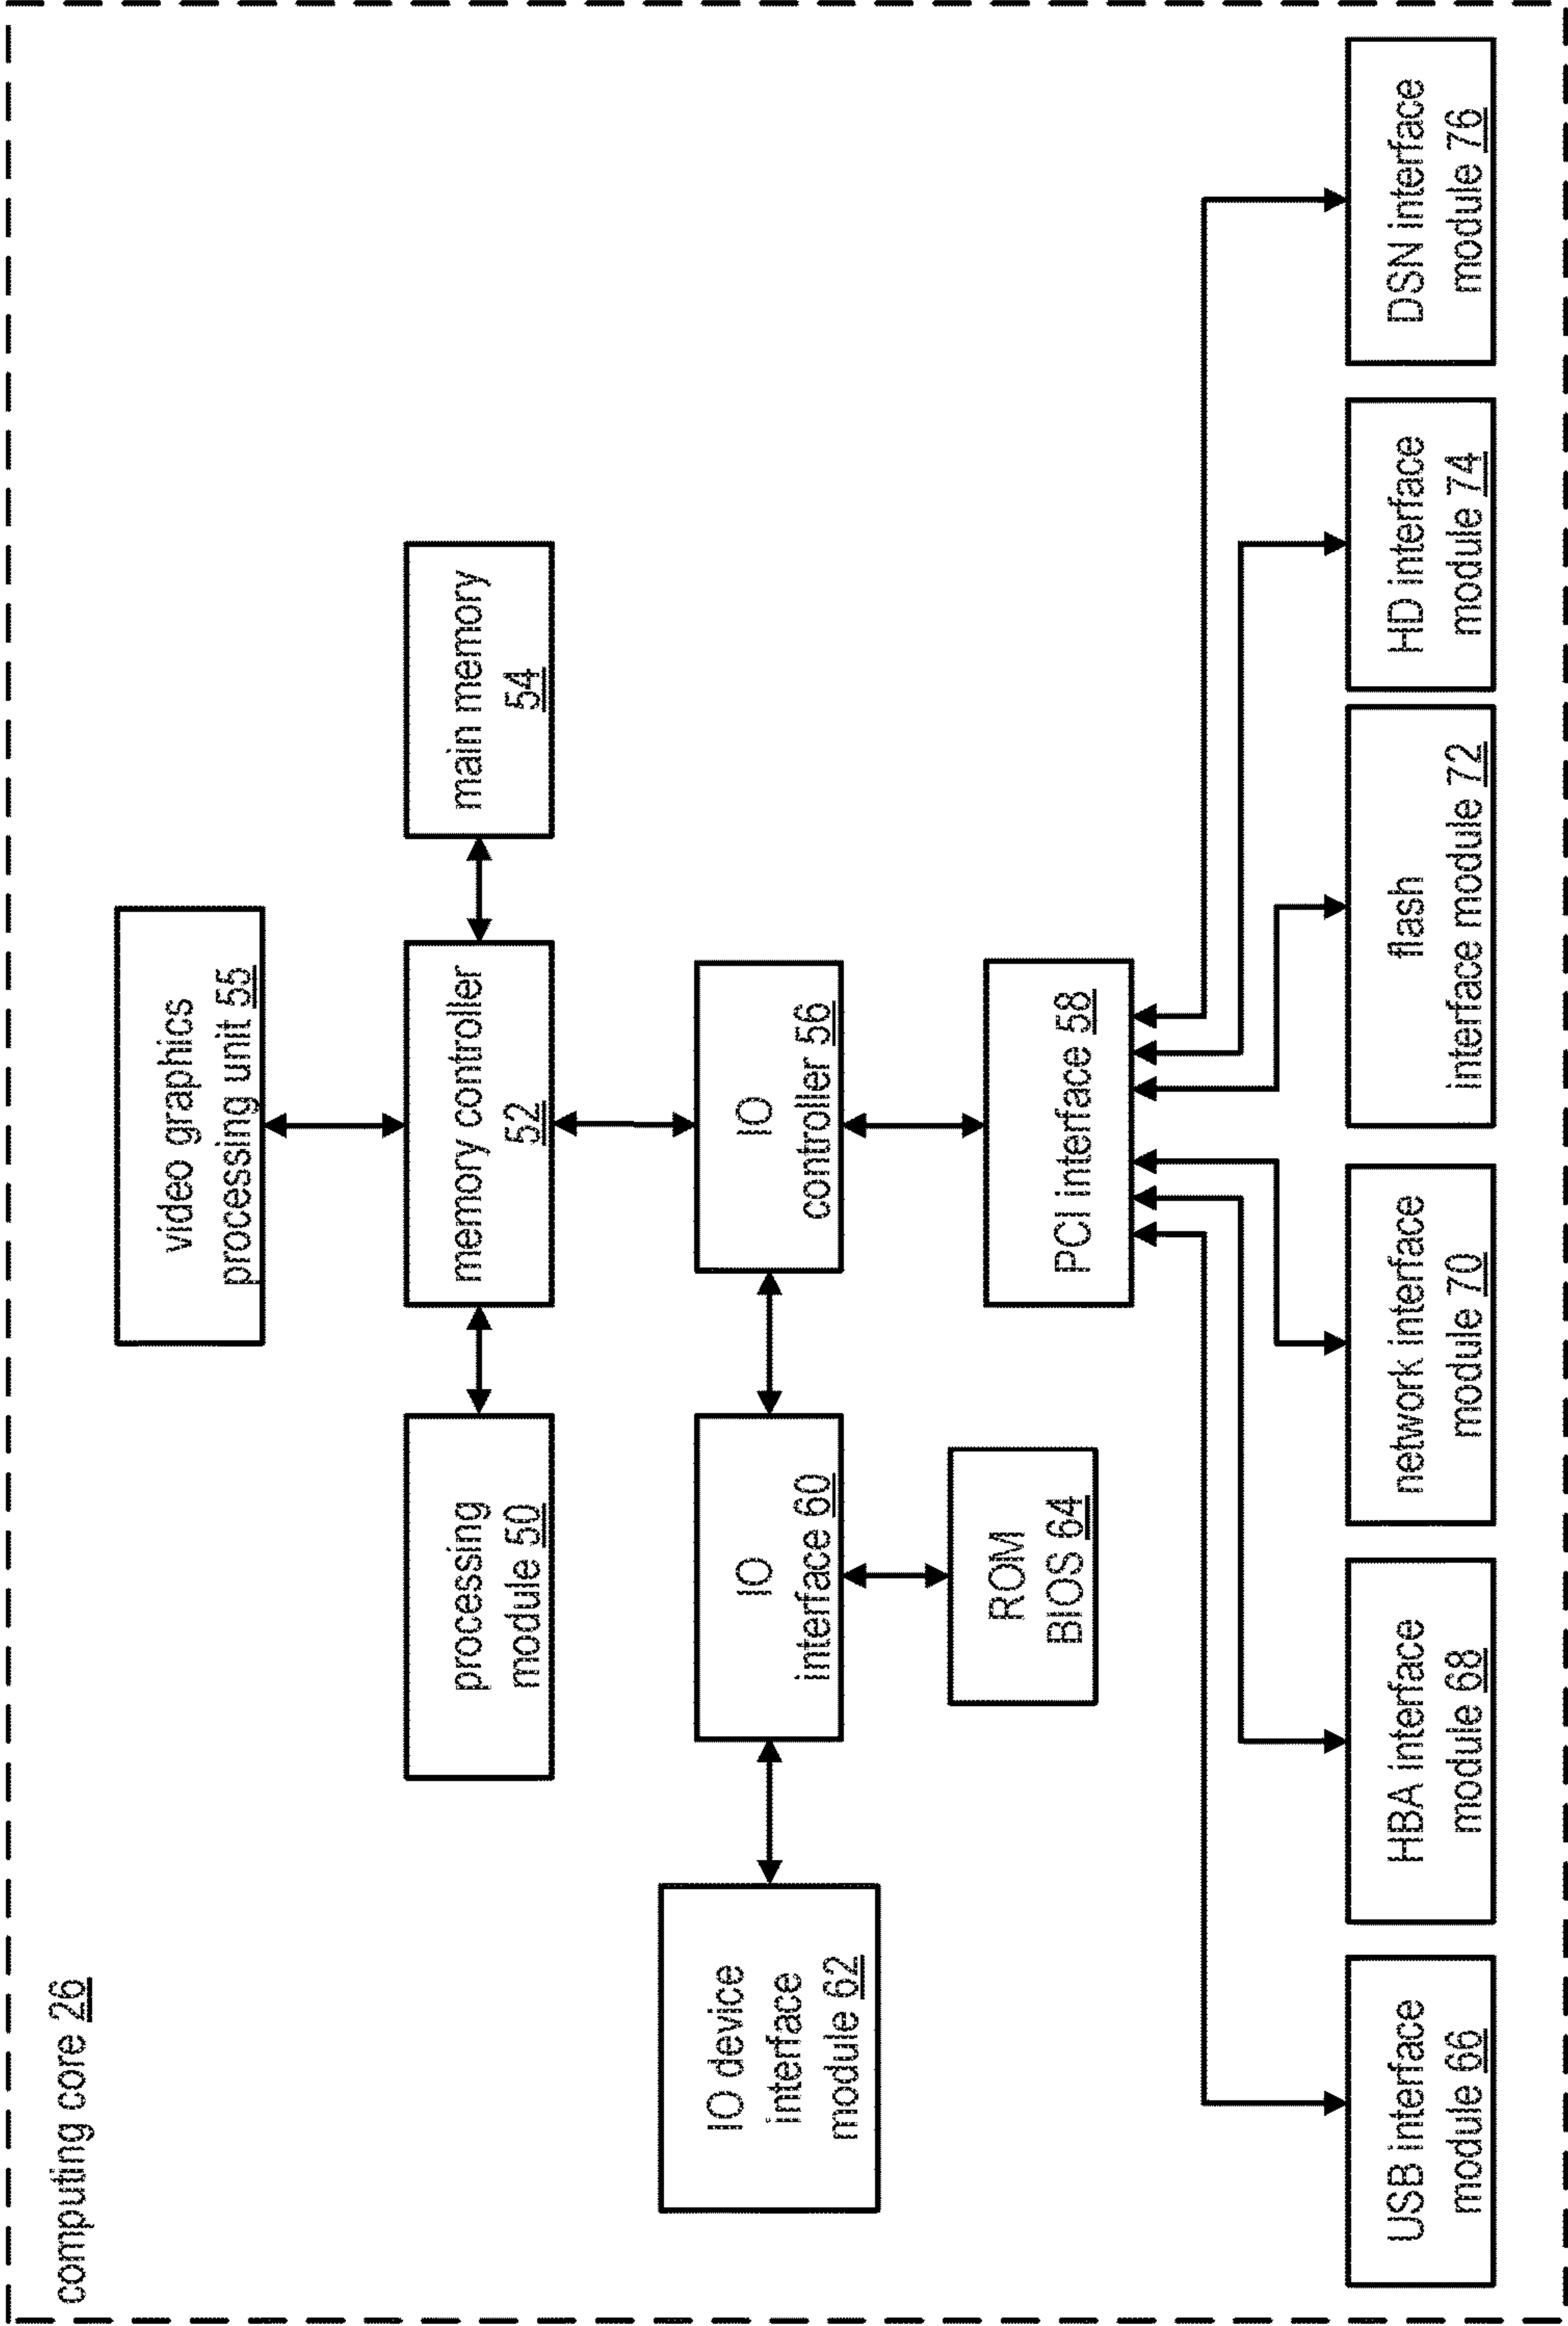 computing core 26
video graphics
processing unit 55
processing
module 50
memory controller
52
main memory
54
IO device
interface
module 62
IO
interface 60
IO
controller 56
ROM
BIOS 64
PCI interface 58
USB interface
module 66
HBA interface
module 68
network interface
module 70
flash
interface module 72
HD interface
module 74
DSN interface
module 76